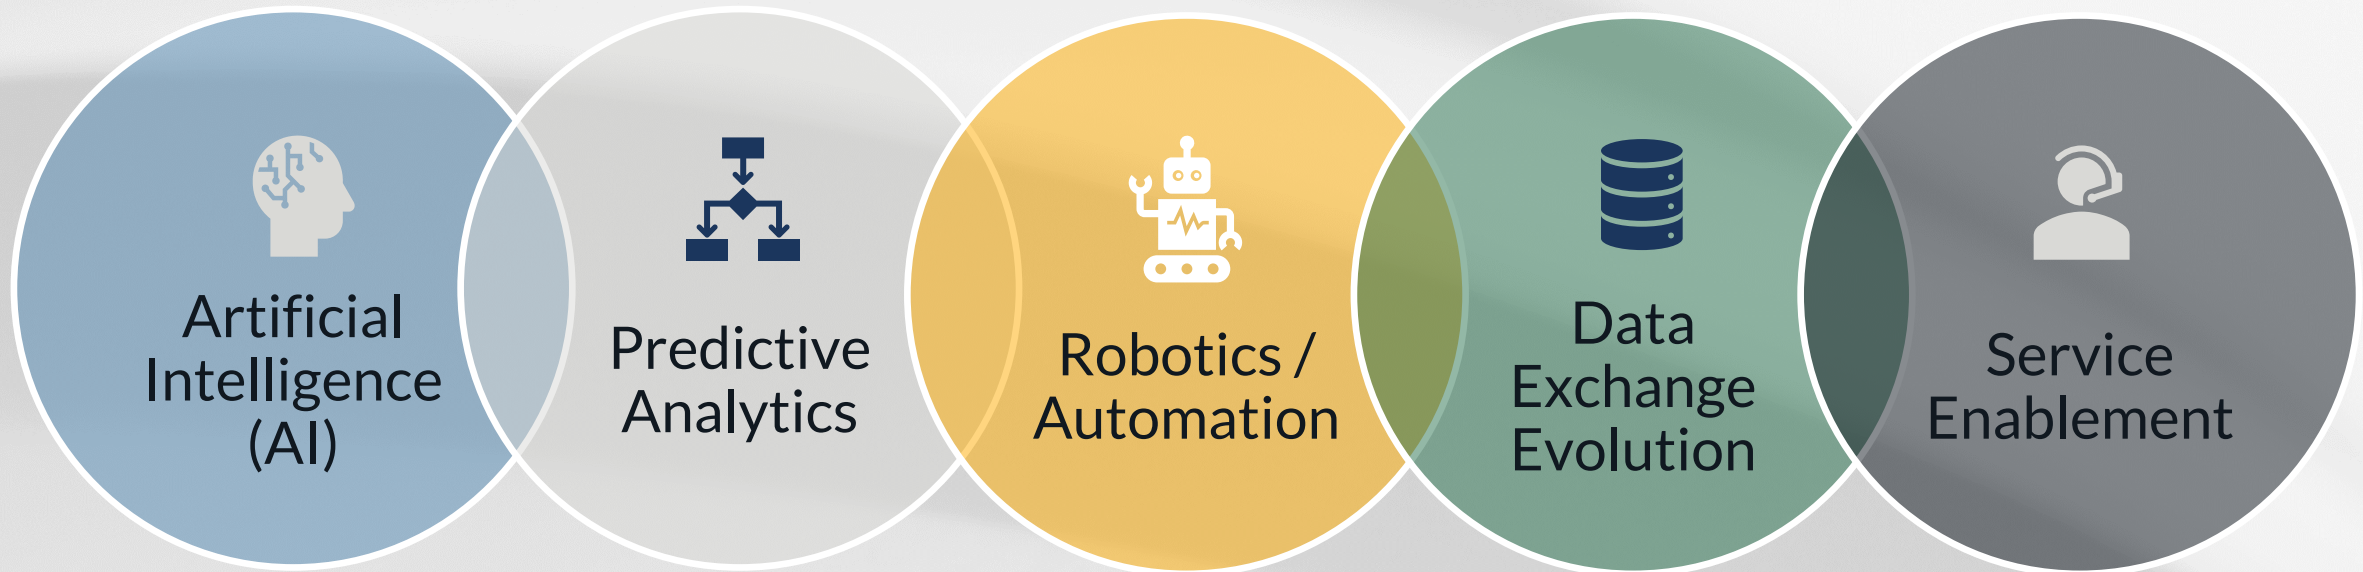 Artificial
Intelligence
(AI)
Predictive
Analytics
Robotics /
Automation
Data
Exchange
Evolution
Service
Enablement